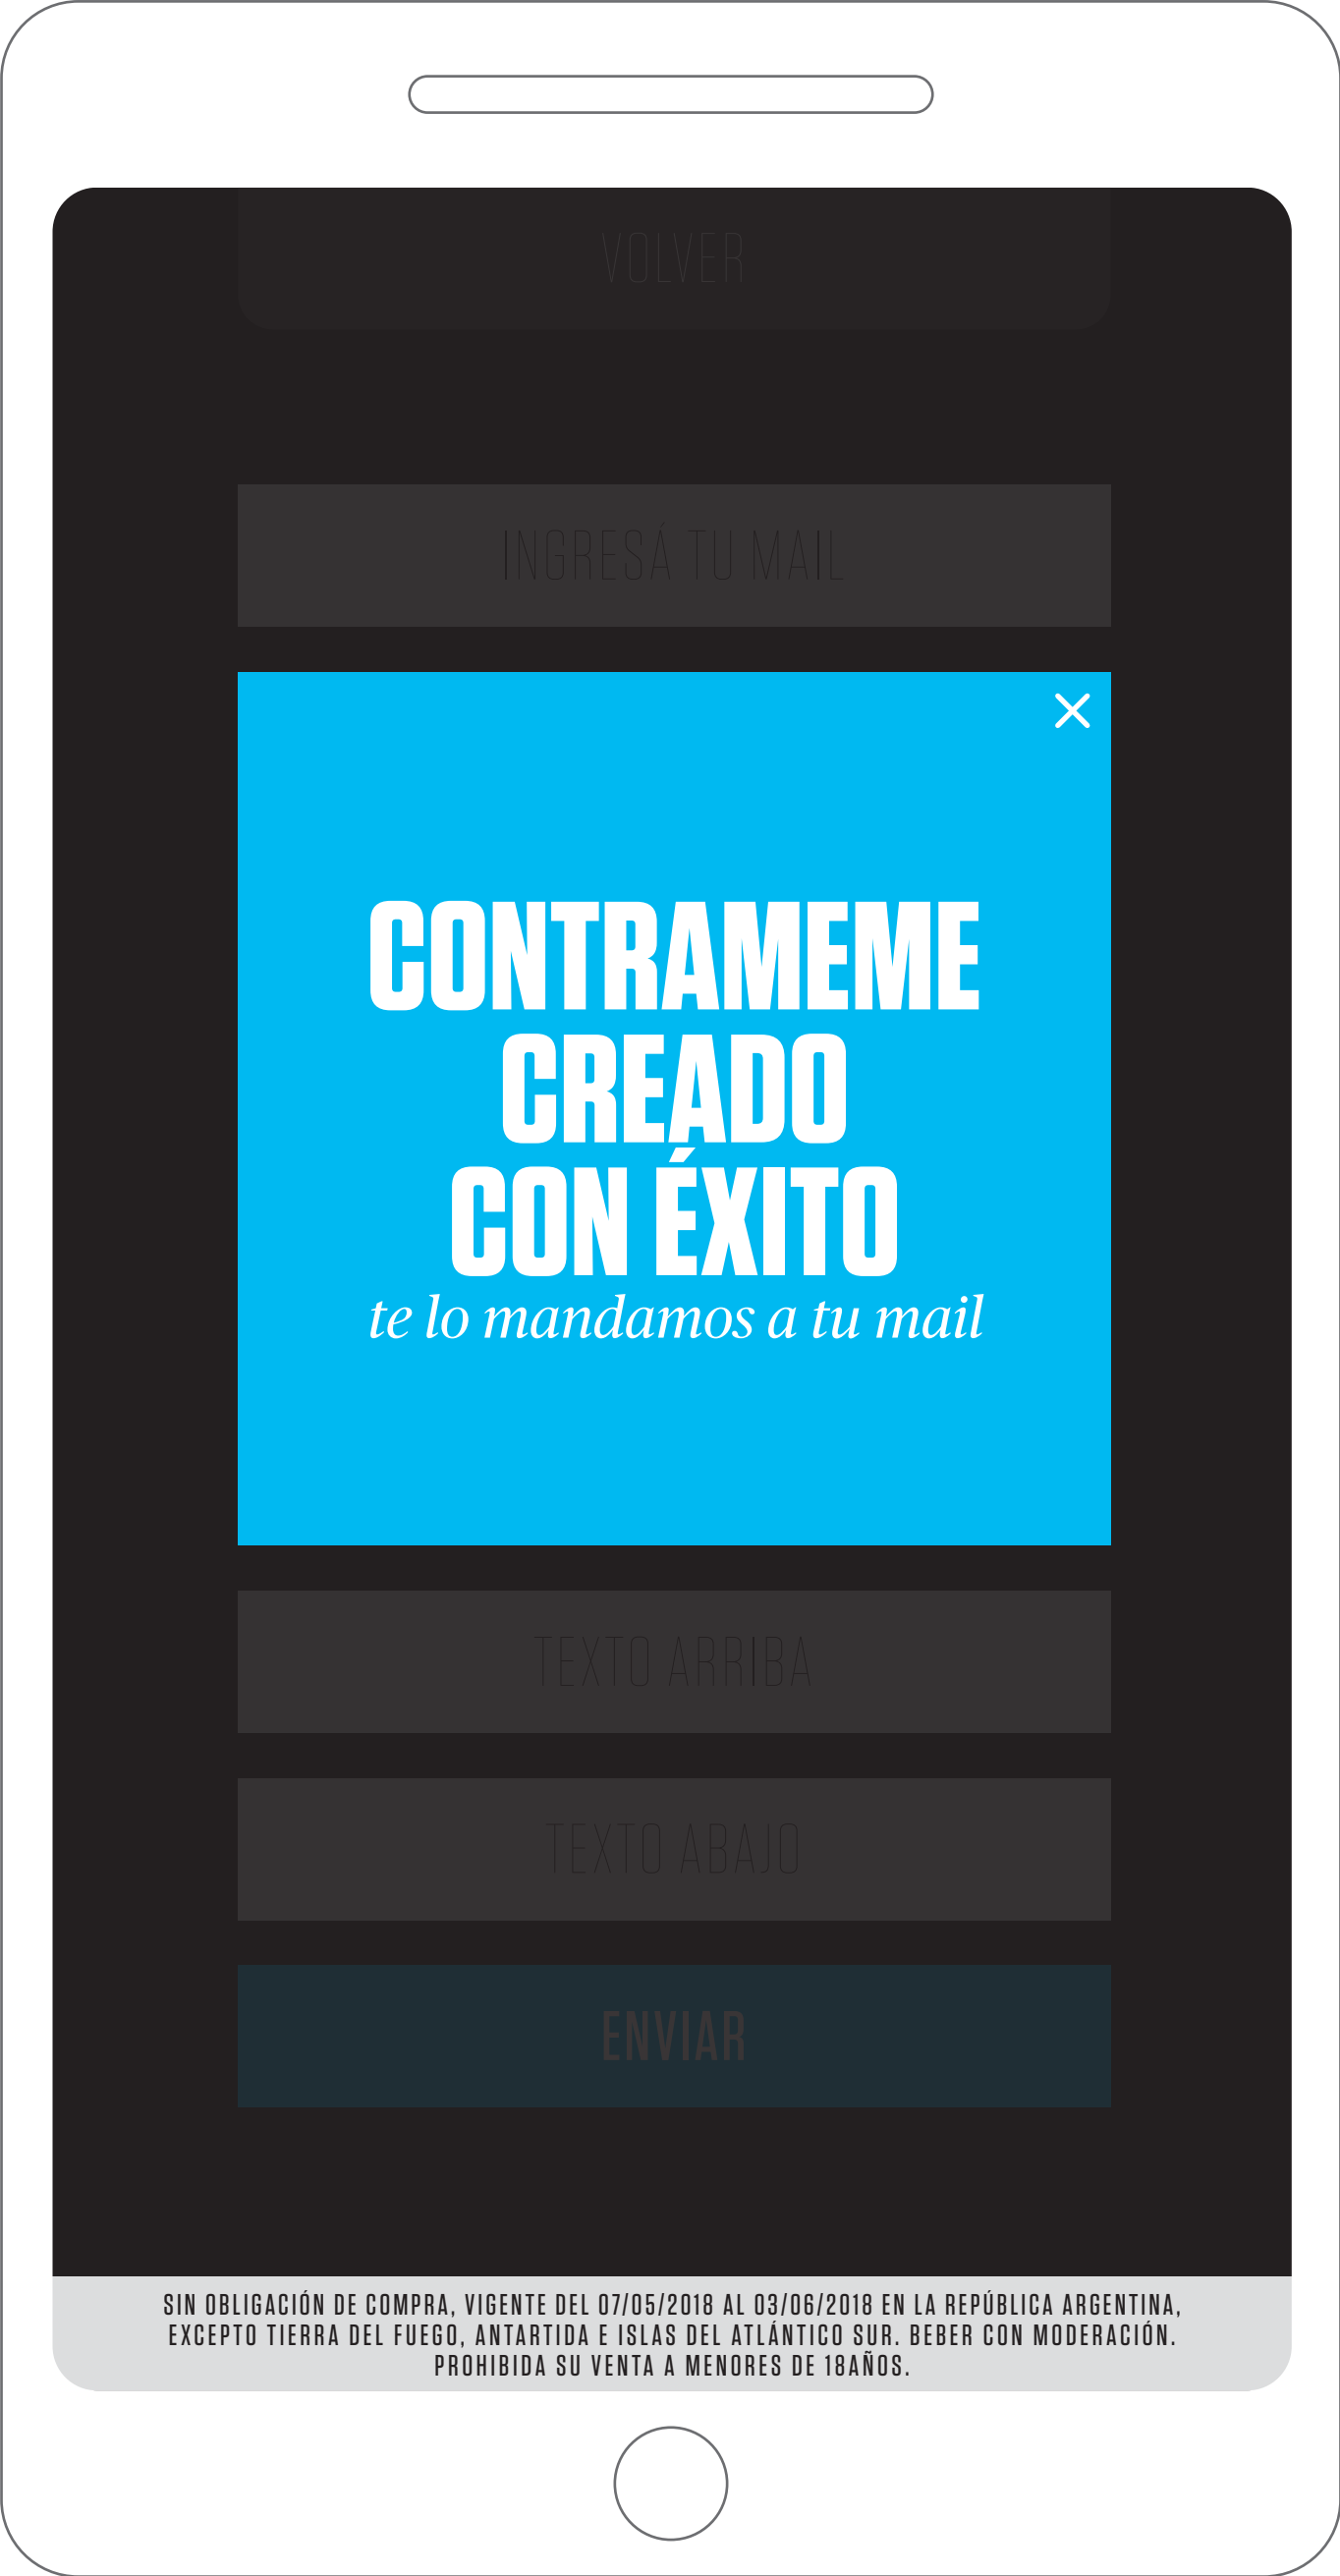 VOLVER
INGRESÁ TU MAIL
CONTRAMEME
CREADO
CON ÉXITO
te lo mandamos a tu mail
TEXTO ARRIBA
TEXTO ABAJO
ENVIAR
SIN OBLIGACIÓN DE COMPRA, VIGENTE DEL 07/05/2018 AL 03/06/2018 EN LA REPÚBLICA ARGENTINA,
EXCEPTO TIERRA DEL FUEGO, ANTARTIDA E ISLAS DEL ATLÁNTICO SUR. BEBER CON MODERACIÓN.
PROHIBIDA SU VENTA A MENORES DE 18AÑOS.